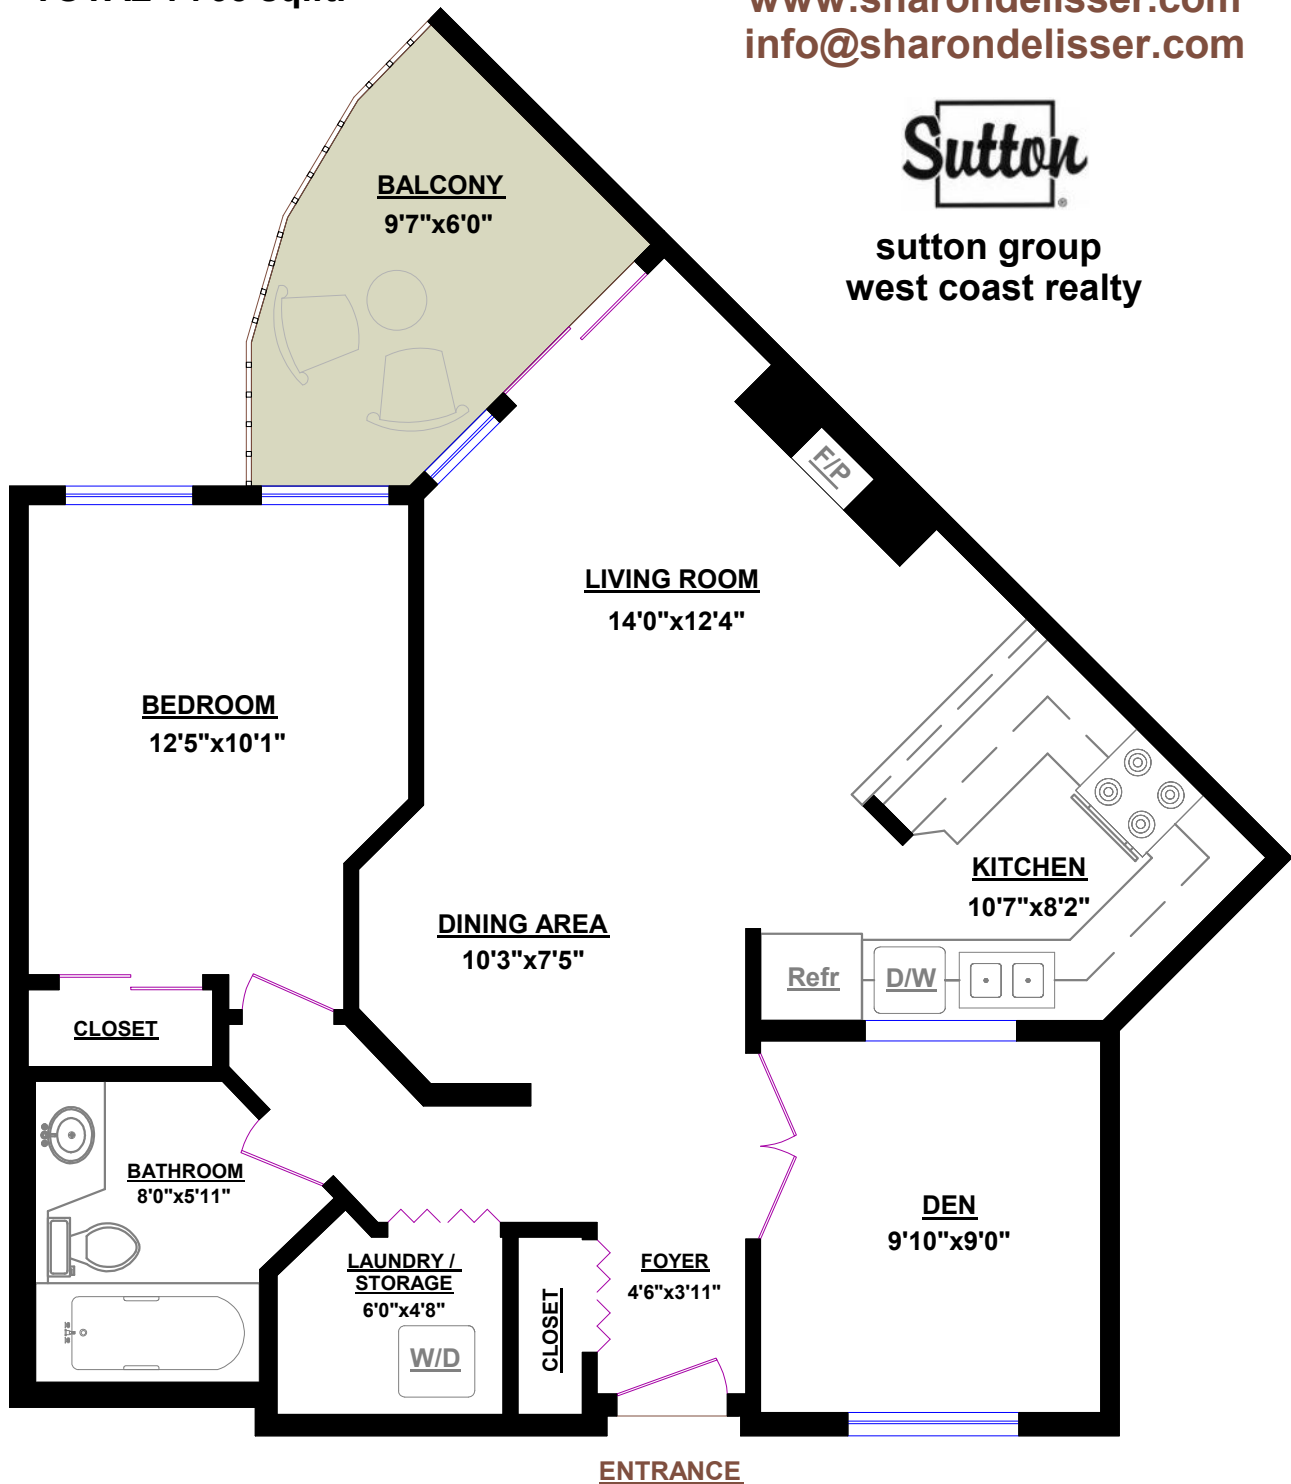 www.sharondelisser.com
info@sharondelisser.com
Sutton
®
sutton group
west coast realty
BALCONY
9'7"x6'0"
F/P
LIVING ROOM
14'0"x12'4"
BEDROOM
12'5"x10'1"
KITCHEN
10'7"x8'2"
DINING AREA
10'3"x7'5"
Refr
D/W
CLOSET
BATHROOM
8'0"x5'11"
DEN
9'10"x9'0"
LAUNDRY /
STORAGE
6'0"x4'8"
FOYER
4'6"x3'11"
CLOSET
W/D
ENTRANCE